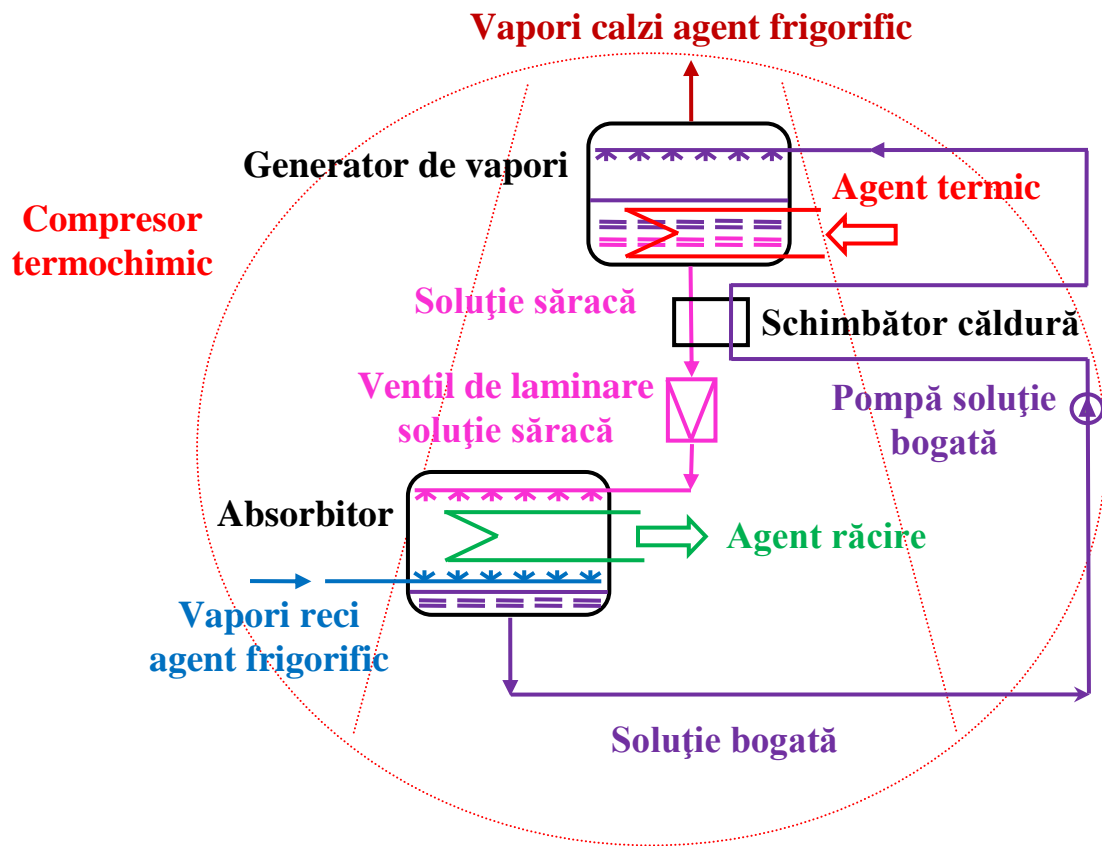 Vapori calzi agent frigorific
Generator de vapori
Agent termic
Compresor
termochimic
Soluţie săracă
Schimbător căldură
Ventil de laminare
soluţie săracă
Pompă soluţie
bogată
Absorbitor
Agent răcire
Vapori reci
agent frigorific
Soluţie bogată